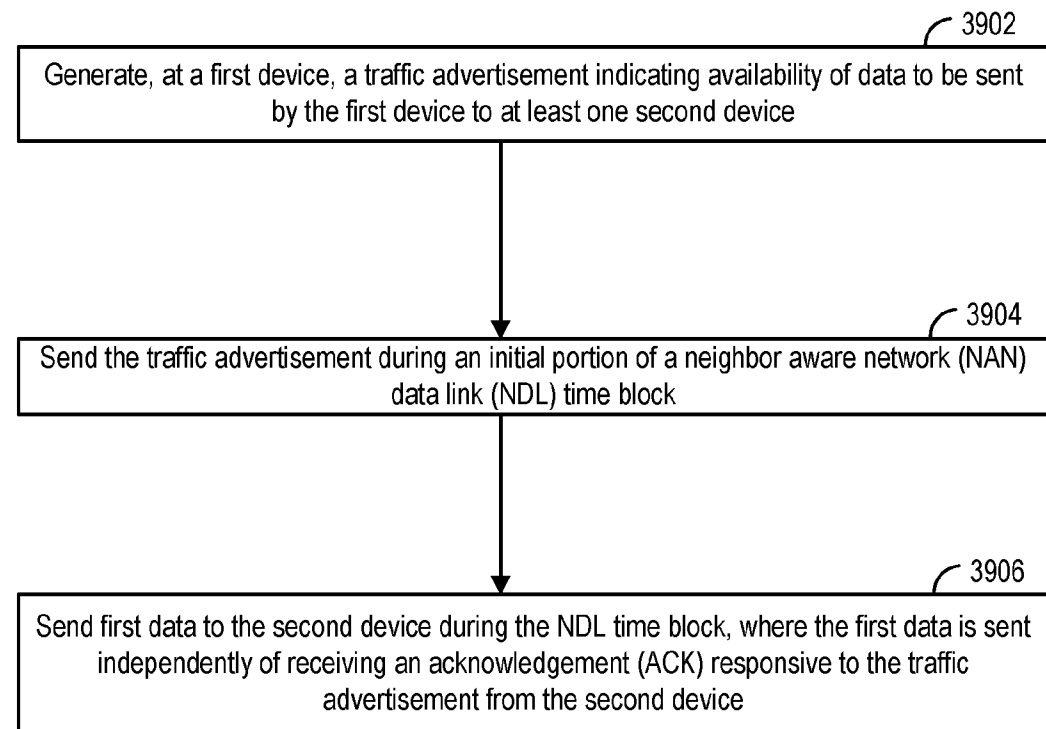 3902
Generate, at a first device, a traffic advertisement indicating availability of data to be sent
by the first device to at least one second device
3904
Send the traffic advertisement during an initial portion of a neighbor aware network (NAN)
data link (NDL) time block
3906
Send first data to the second device during the NDL time block, where the first data is sent
independently of receiving an acknowledgement (ACK) responsive to the traffic
advertisement from the second device